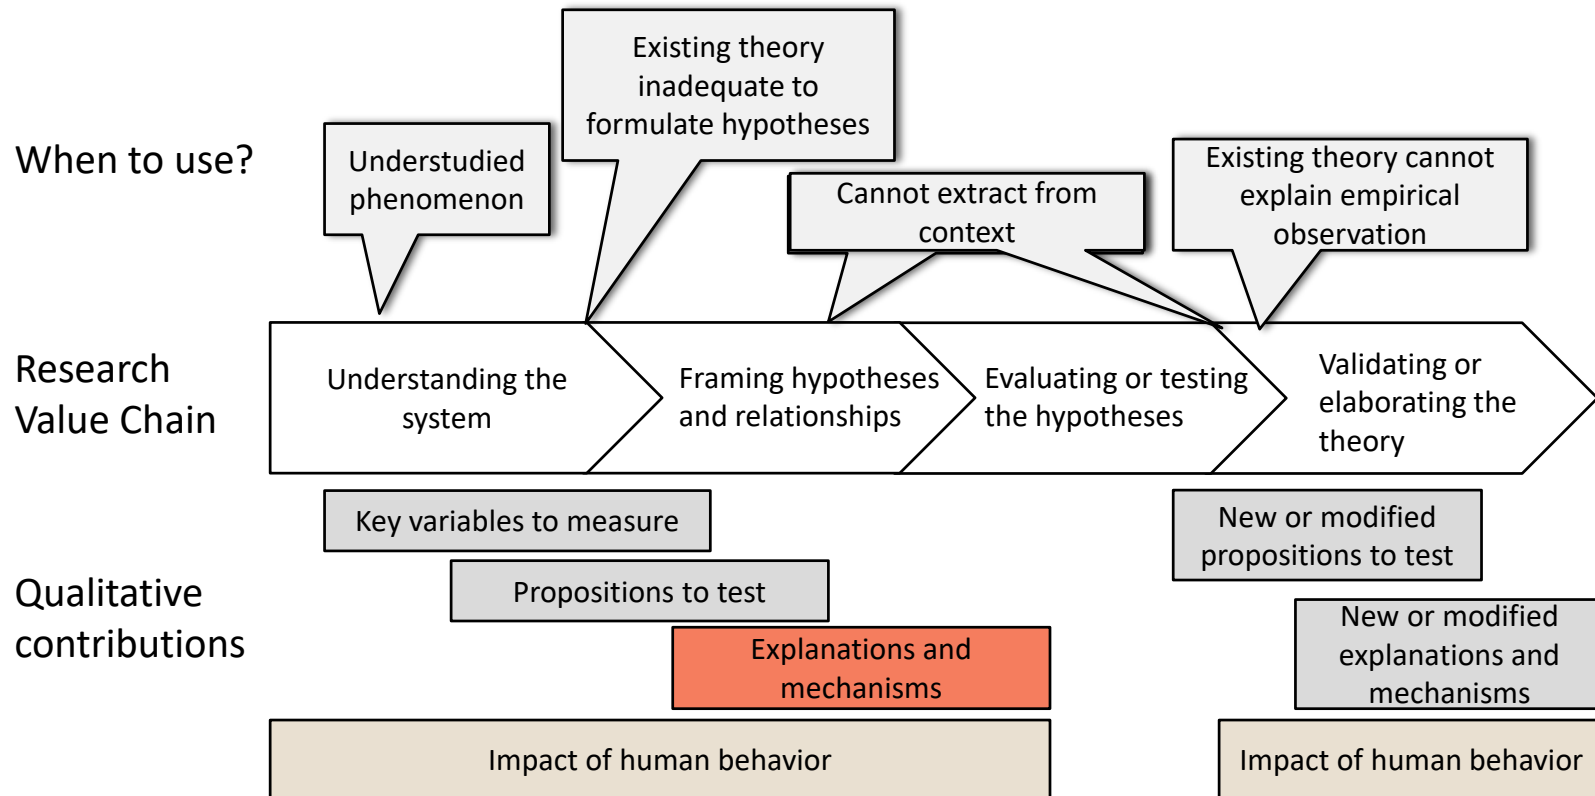 When to use?
Understudied
phenomenon
Existing theory
inadequate to
formulate hypotheses
Cannot extract from
context
Existing theory cannot
explain empirical
observation
Research
Value Chain
Understanding the
system
Framing hypotheses
and relationships
Evaluating or testing
the hypotheses
Validating or
elaborating the
theory
Qualitative
contributions
Key variables to measure
Propositions to test
Explanations and
mechanisms
Impact of human behavior
New or modified
propositions to test
New or modified
explanations and
mechanisms
Impact of human behavior